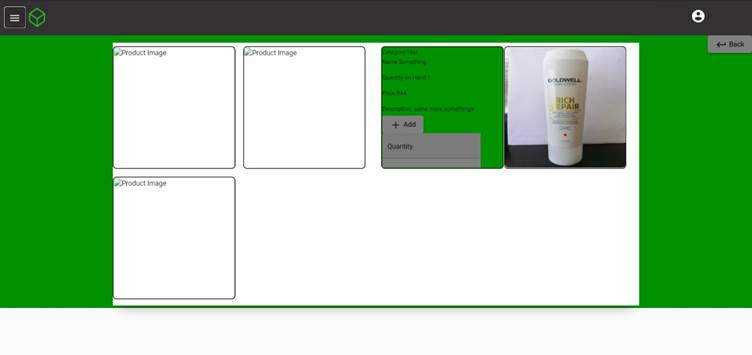 Back
Product Image
Product Image
Category: Hair
Name:Something
Quantity on Hand:1
Price:$44
Description: some more somethings
Add
Quantity
GOLDWELL
RICH
REPAIR
Product Image